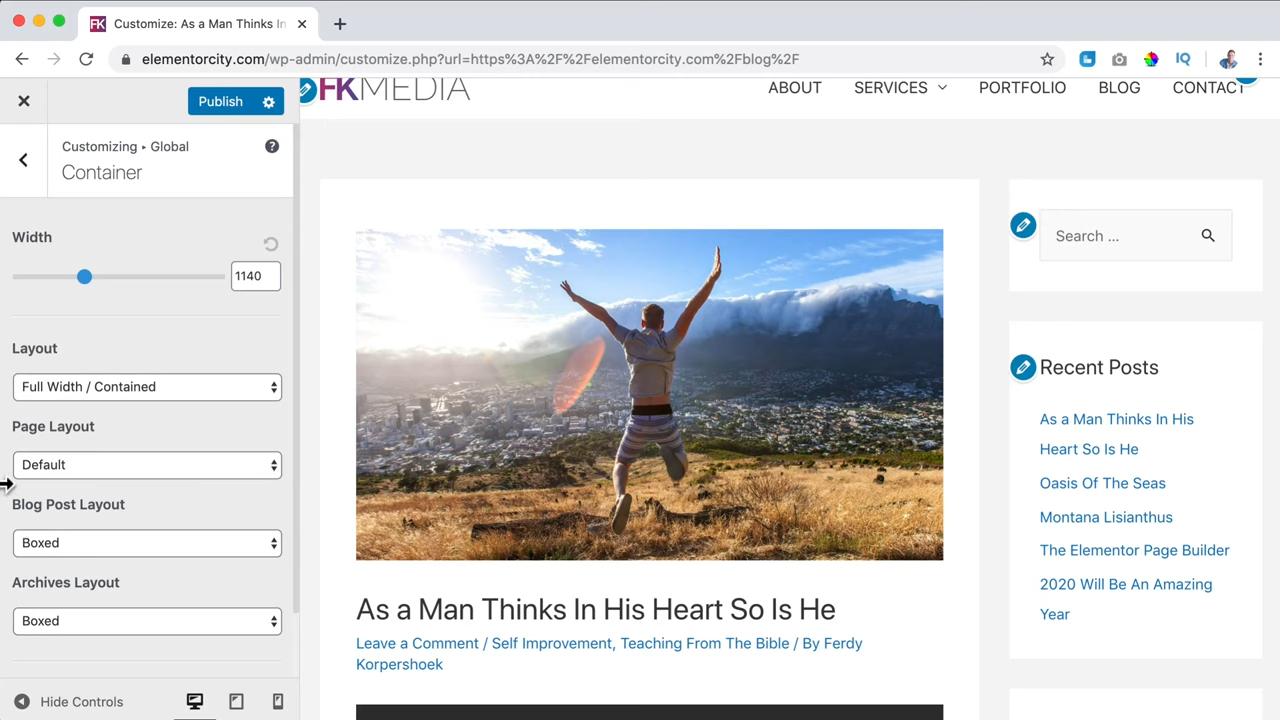 FK Customize: As a Man Thinks In
elementorcity.com/wp-admin/customize.php?url=https%3A%2F%2Felementorcity.com%2Fblog%2F
IQ
Publish
FKMEDIA
ABOUT
SERVICES
PORTFOLIO
BLOG
CONTACT
Customizing ▸ Global
Container
Width
1140
Layout
Full Width / Contained
Page Layout
Default
Blog Post Layout
Boxed
Archives Layout
Boxed
Hide Controls
As a Man Thinks In His Heart So Is He
Leave a Comment / Self Improvement, Teaching From The Bible / By Ferdy
Korpershoek
Search ...
Recent Posts
As a Man Thinks In His
Heart So Is He
Oasis Of The Seas
Montana Lisianthus
The Elementor Page Builder
2020 Will Be An Amazing
Year